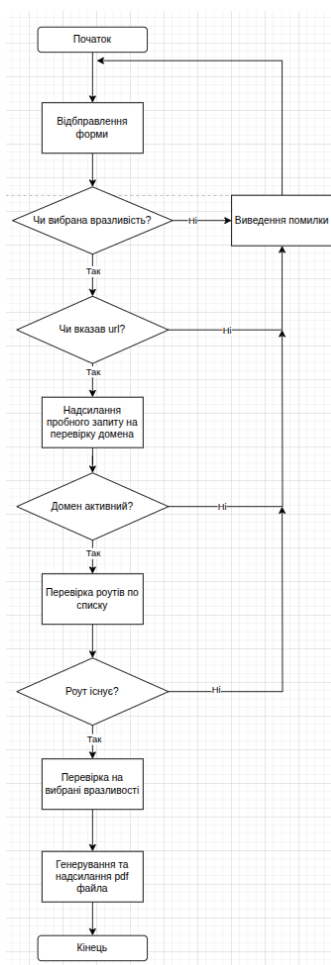 Початок
Відбправлення
форми
Чи вибрана вразливість?
Ні
Виведення помилки
Так
Чи вказав url?
Ні
Так
Надсилання
пробного запиту на
перевірку домена
Домен активний?
Ні
Так
Перевірка роутів по
списку
Роут існує?
Ні
Так
Перевірка на
вибрані вразливості
Генерування та
надсилання pdf
файла
Кінець